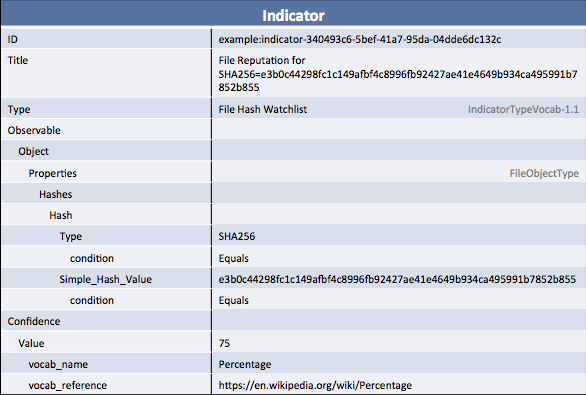 Indicator
ID example:indicator-340493c6-5bef-41a7-95da-04dde6dc132c
Title File Reputation for
SHA256=e3b0c44298fc1c149afbf4c8996fb92427ae41e4649b934ca495991b7
852b855
Type File Hash Watchlist IndicatorTypeVocab-1.1
Observable
Object
Properties FileObjectType
Hashes
Hash
Type SHA256
condition Equals
Simple_Hash_Value e3b0c44298fc1c149afbf4c8996fb92427ae41e4649b934ca495991b7852b855
condition Equals
Confidence
Value 75
vocab_name Percentage
vocab_reference https://en.wikipedia.org/wiki/Percentage